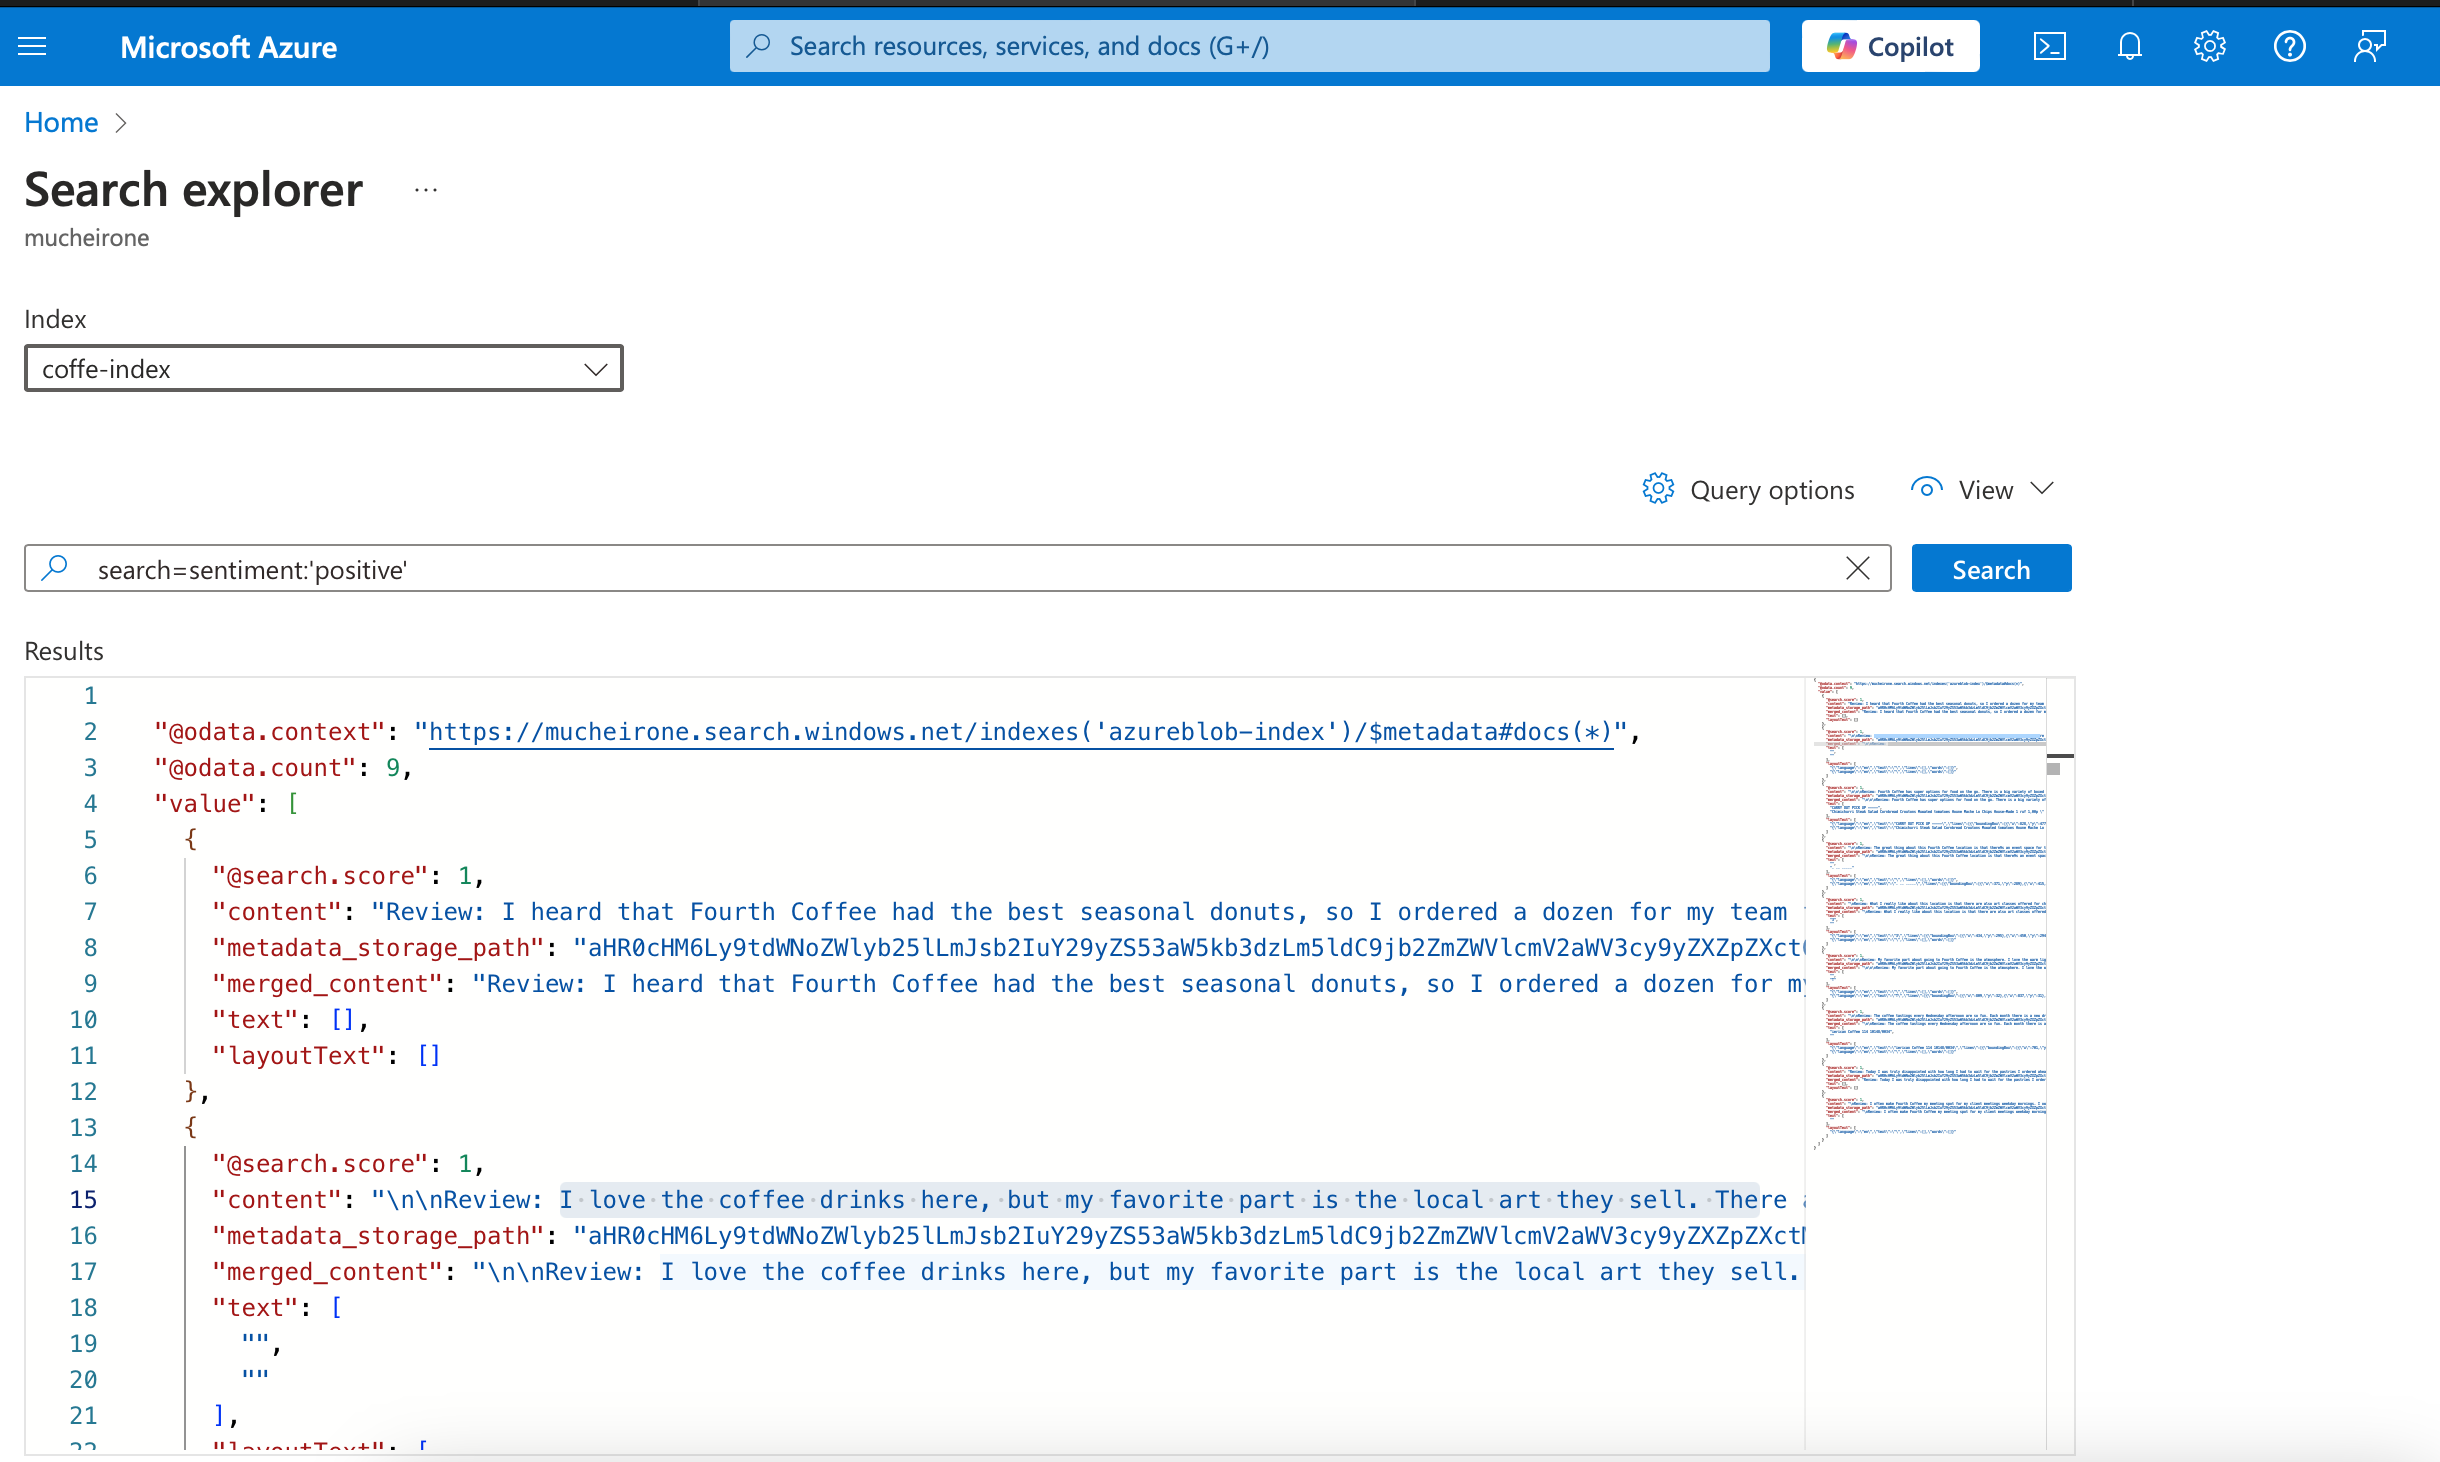 Microsoft Azure
Search resources, services, and docs (G+/)
Copilot
Home
Search explorer
...
mucheirone
Index
coffe-index
Query options
View
search=sentiment:'positive'
Search
Results
1
2 "@odata.context": "https://mucheirone.search.windows.net/indexes('azureblob-index')/$metadata#docs(*)",
3 "@odata.count": 9,
4 "value": [
5 {
6 "@search.score": 1,
7 "content": "Review: I heard that Fourth Coffee had the best seasonal donuts, so I ordered a dozen for my team
8 "metadata_storage_path": "aHR0cHM6Ly9tdWNoZWlyb25lLmJsb2IuY29yZS53aW5kb3dzLm5ldC9jb2ZmZWVlcmV2aWV3cy9yZXZpZXct
9 "merged_content": "Review: I heard that Fourth Coffee had the best seasonal donuts, so I ordered a dozen for my
10 "text": [],
11 "layoutText": []
12 },
13 {
14 "@search.score": 1,
15 "content": "\n\nReview: I love the coffee drinks here, but my favorite part is the local art they sell. There a
16 "metadata_storage_path": "aHR0cHM6Ly9tdWNoZWlyb25lLmJsb2IuY29yZS53aW5kb3dzLm5ldC9jb2ZmZWVlcmV2aWV3cy9yZXZpZXct
17 "merged_content": "\n\nReview: I love the coffee drinks here, but my favorite part is the local art they sell.
18 "text": [
19 "",
20 ""
21 ],
22 "layoutText": [